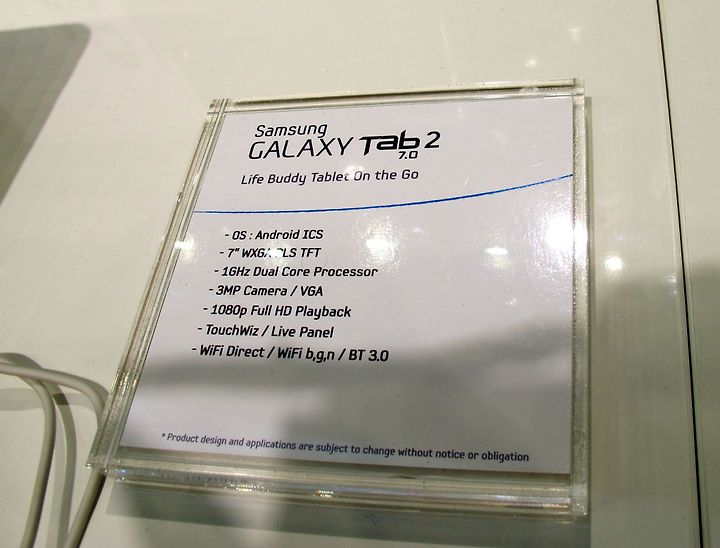 Samsung
GALAXY Tab 2
7.0
Life Buddy Tablet On the Go
- OS : Android ICS
- 7" WXGA PLS TFT
- 1GHz Dual Core Processor
- 3MP Camera / VGA
- 1080p Full HD Playback
- TouchWiz / Live Panel
- WiFi Direct / WiFi b,g,n / BT 3.0
* Product design and applications are subject to change without notice or obligation